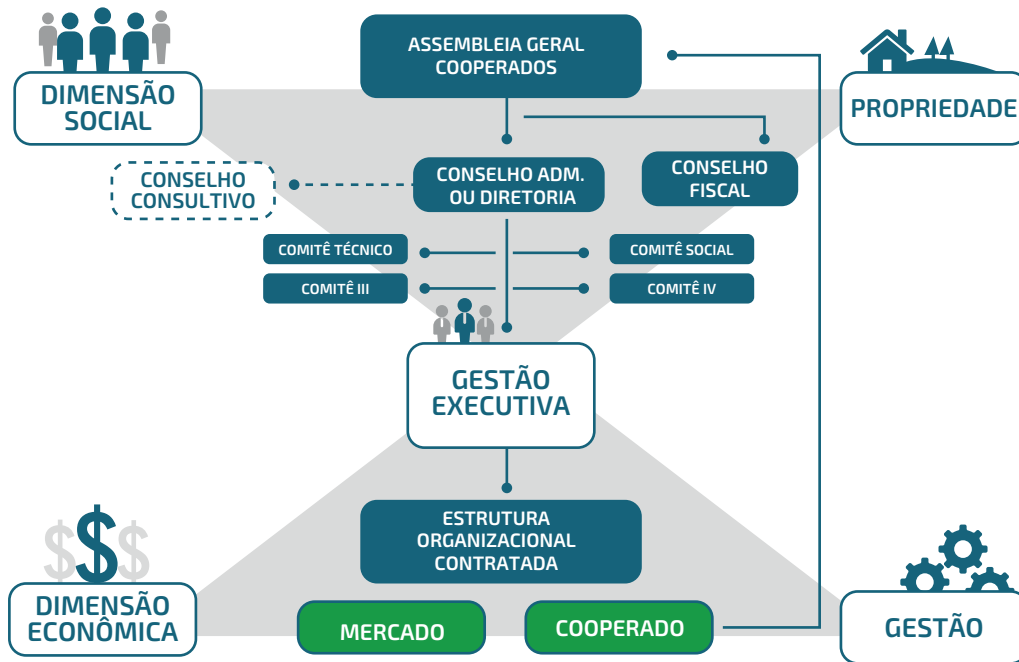 ASSEMBLEIA GERAL
COOPERADOS
DIMENSÃO
SOCIAL
PROPRIEDADE
CONSELHO
CONSULTIVO
CONSELHO ADM.
OU DIRETORIA
CONSELHO
FISCAL
COMITÊ TÉCNICO
COMITÊ SOCIAL
COMITÊ III
COMITÊ IV
GESTÃO
EXECUTIVA
ESTRUTURA
ORGANIZACIONAL
CONTRATADA
$ $ $
DIMENSÃO
ECONÔMICA
MERCADO
COOPERADO
GESTÃO